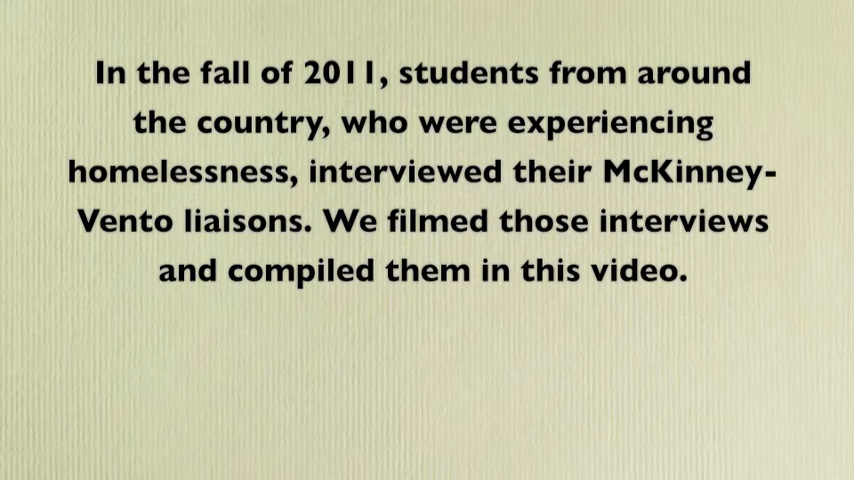 In the fall of 2011, students from around
the country, who were experiencing
homelessness, interviewed their McKinney-
Vento liaisons. We filmed those interviews
and compiled them in this video.